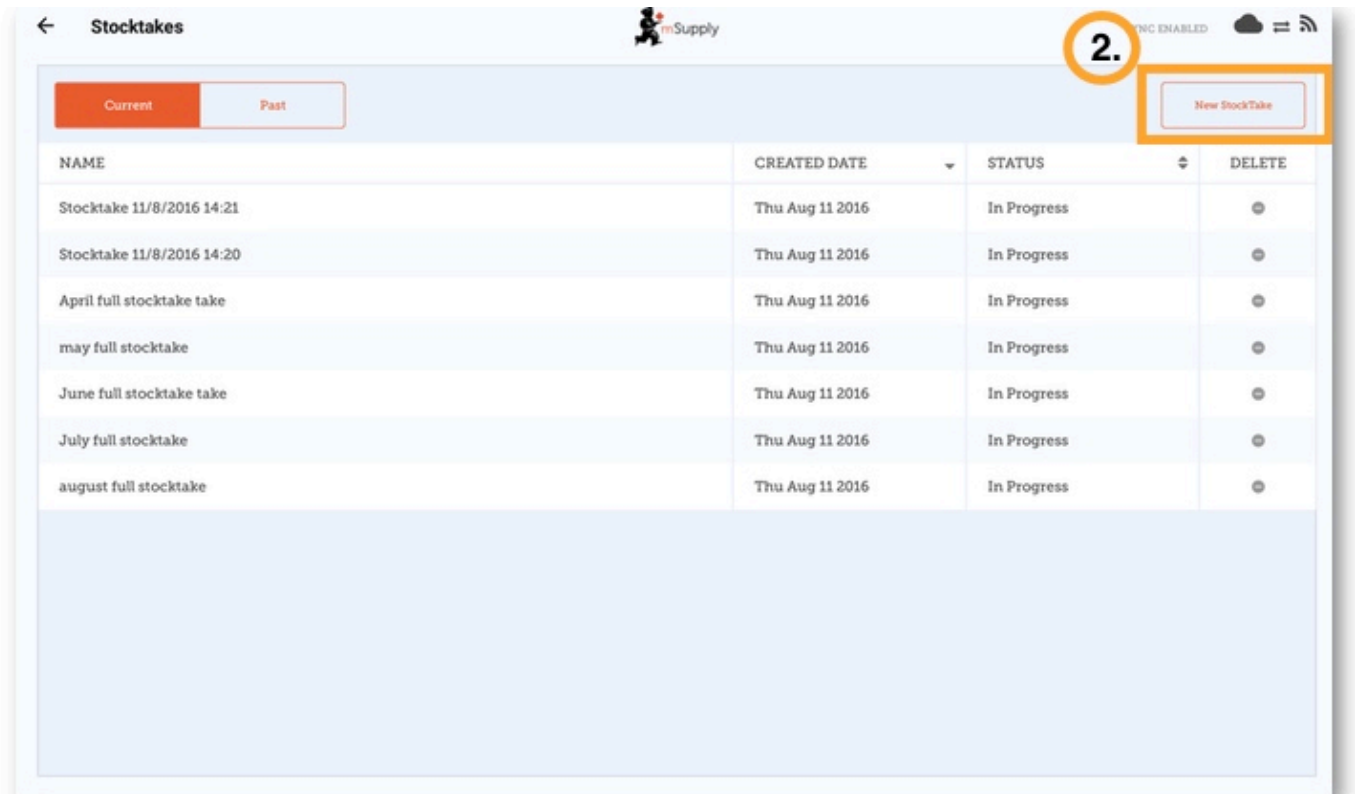 Stocktakes
mSupply
2.
YNC ENABLED
Current Past
New StockTake
NAME CREATED DATE STATUS DELETE
Stocktake 11/8/2016 14:21 Thu Aug 11 2016 In Progress
Stocktake 11/8/2016 14:20 Thu Aug 11 2016 In Progress
April full stocktake take Thu Aug 11 2016 In Progress
may full stocktake Thu Aug 11 2016 In Progress
June full stocktake take Thu Aug 11 2016 In Progress
July full stocktake Thu Aug 11 2016 In Progress
august full stocktake Thu Aug 11 2016 In Progress